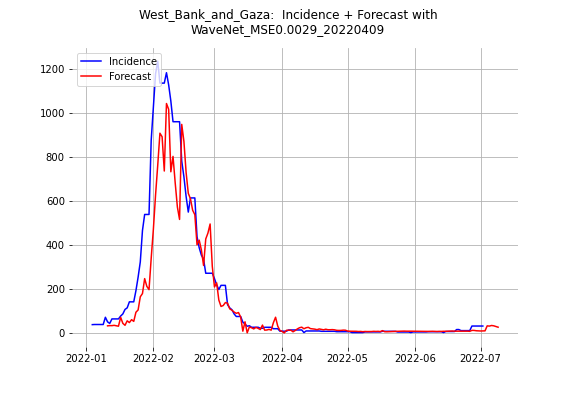 West_Bank_and_Gaza:  Incidence + Forecast with
WaveNet_MSE0.0029_20220409
Incidence
Forecast
1200
1000
800
600
400
200
0
2022-01 2022-02 2022-03 2022-04 2022-05 2022-06 2022-07